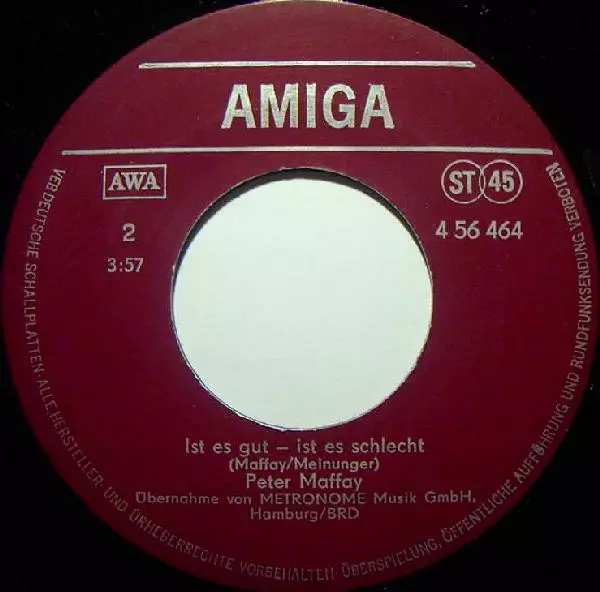 AMIGA
AWA
ST 45
2
4 56 464
3:57
Ist es gut – ist es schlecht
(Maffay/Meinunger)
Peter Maffay
Übernahme von METRONOME Musik GmbH,
Hamburg/BRD
VEB DEUTSCHE SCHALLPLATTEN · ALLE HERSTELLER- UND URHEBERRECHTE VORBEHALTEN · ÜBERSPIELUNG, ÖFFENTLICHE AUFFÜHRUNG UND RUNDFUNKSENDUNG VERBOTEN